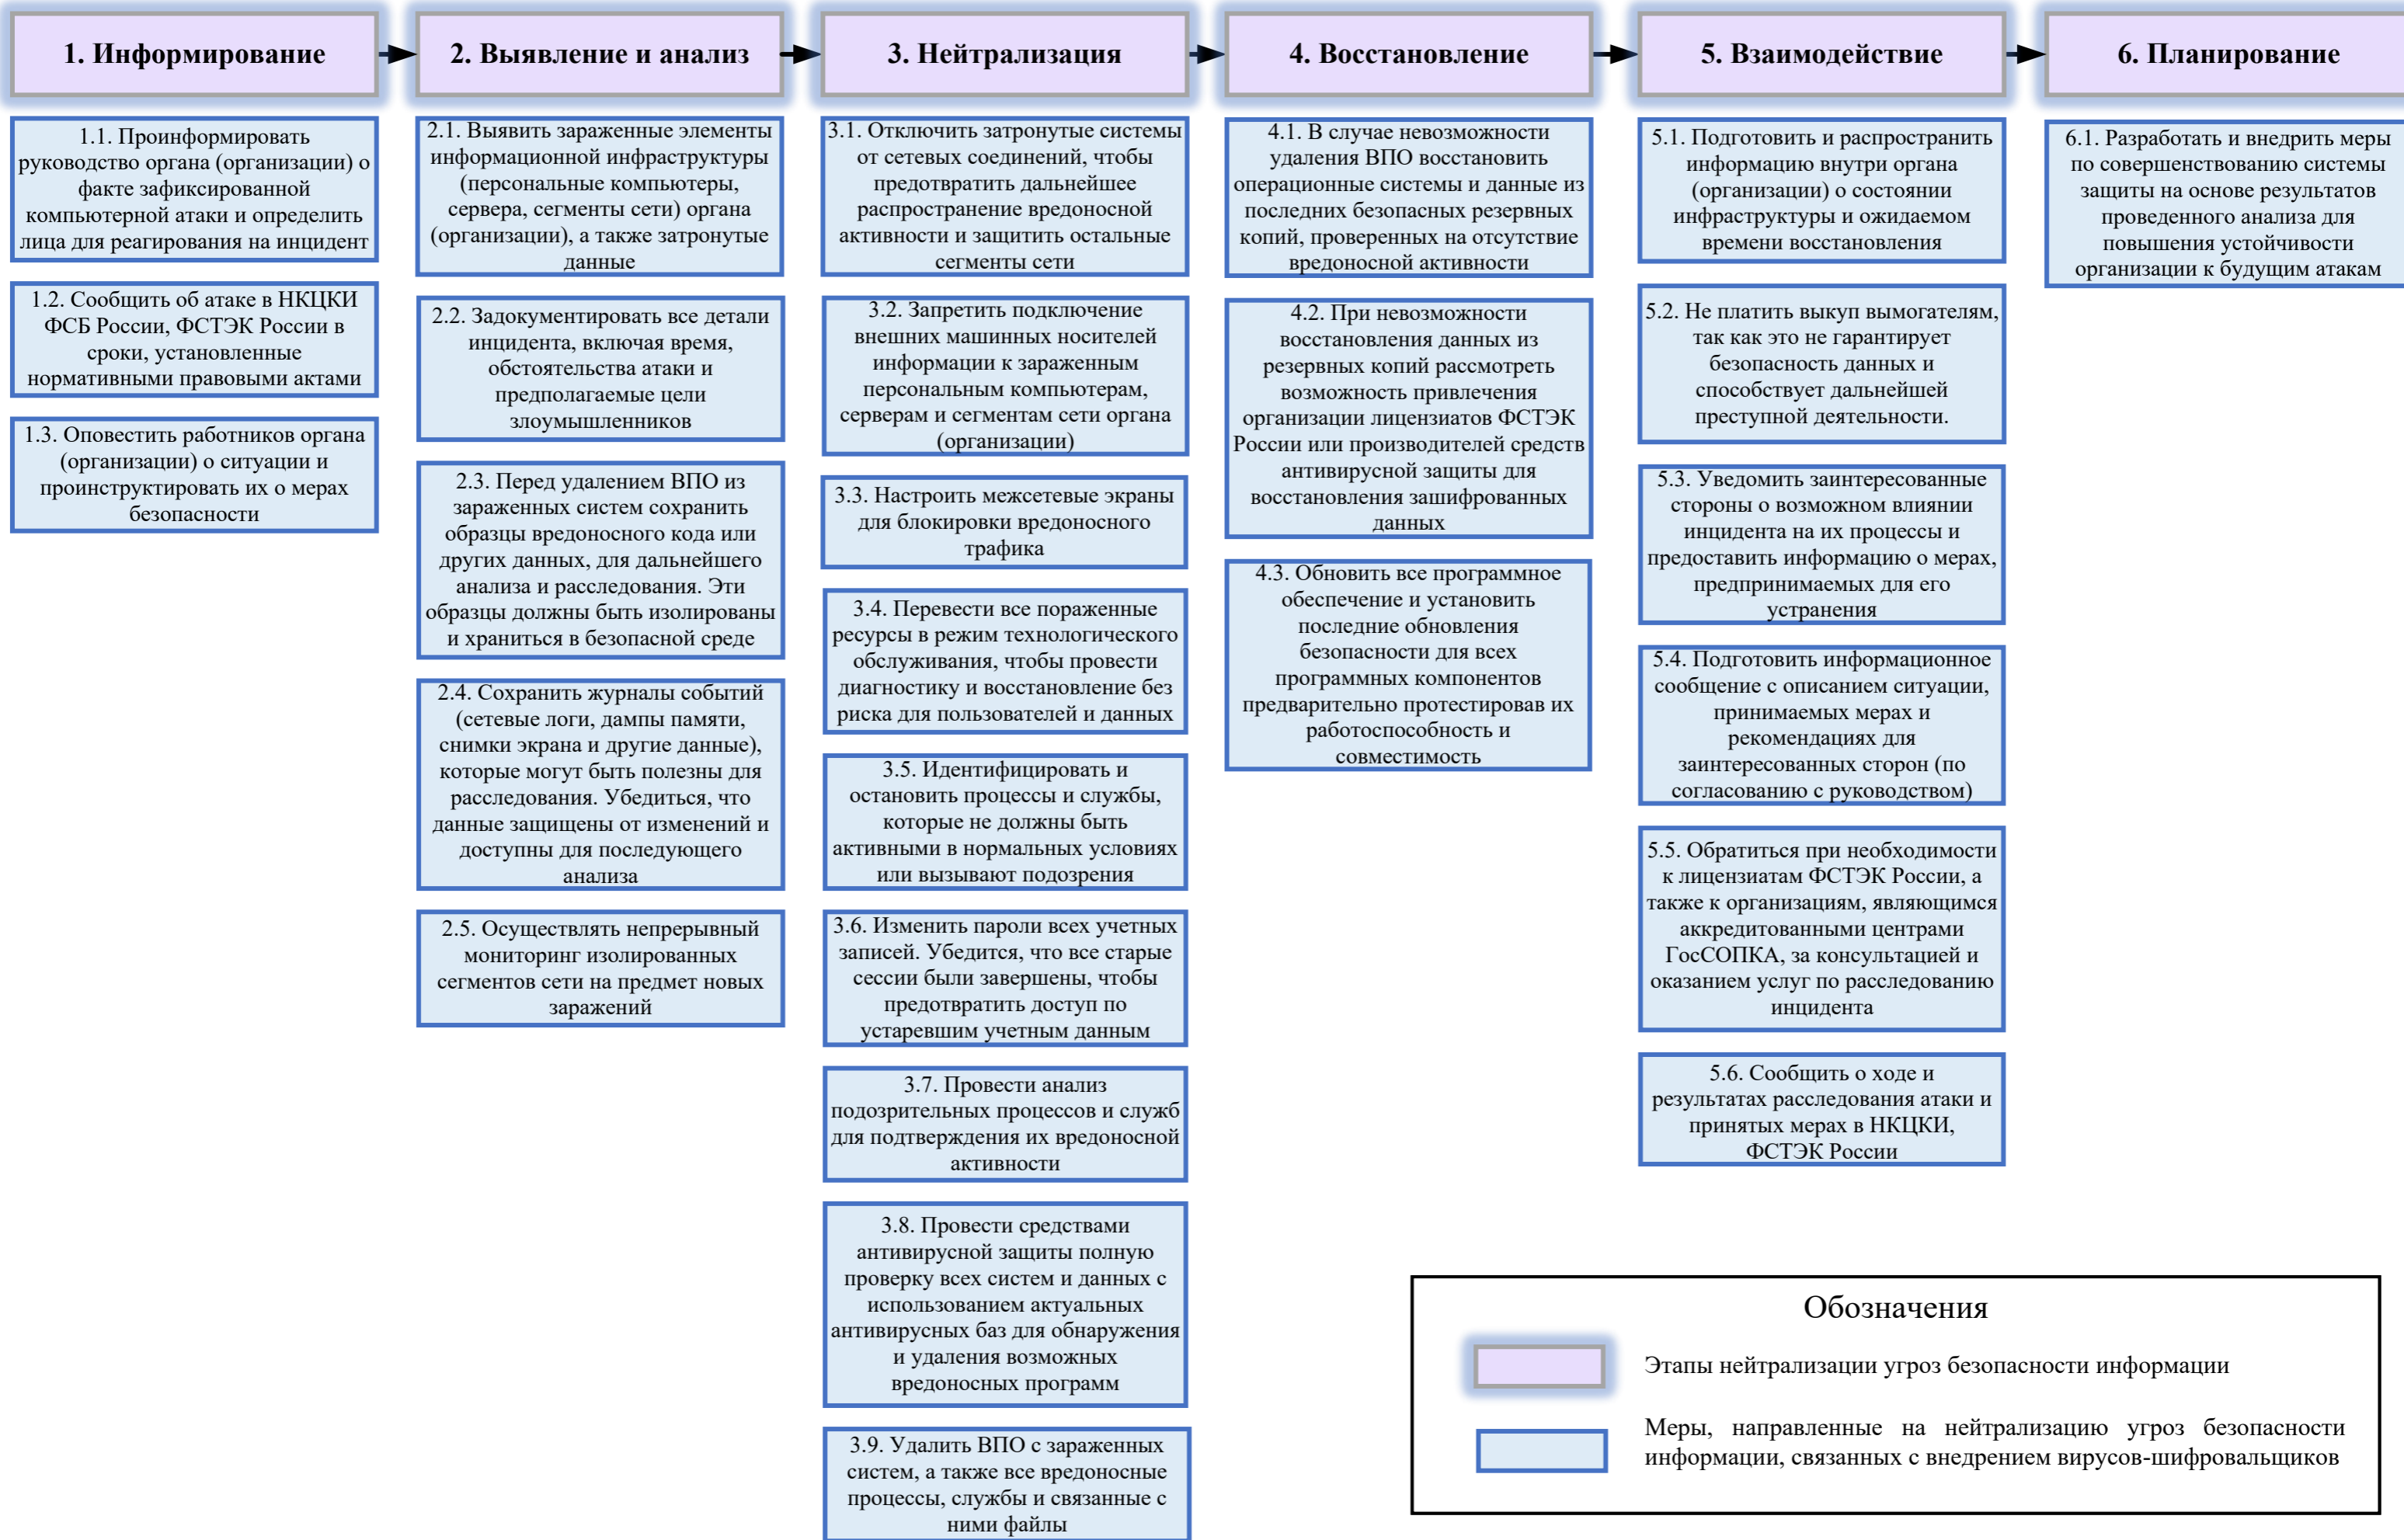 1. Информирование
1.1. Проинформировать
руководство органа (организации) о
факте зафиксированной
компьютерной атаки и определить
лица для реагирования на инцидент
1.2. Сообщить об атаке в НКЦКИ
ФСБ России, ФСТЭК России в
сроки, установленные
нормативными правовыми актами
1.3. Оповестить работников органа
(организации) о ситуации и
проинструктировать их о мерах
безопасности
2. Выявление и анализ
2.1. Выявить зараженные элементы
информационной инфраструктуры
(персональные компьютеры,
сервера, сегменты сети) органа
(организации), а также затронутые
данные
2.2. Задокументировать все детали
инцидента, включая время,
обстоятельства атаки и
предполагаемые цели
злоумышленников
2.3. Перед удалением ВПО из
зараженных систем сохранить
образцы вредоносного кода или
других данных, для дальнейшего
анализа и расследования. Эти
образцы должны быть изолированы
и храниться в безопасной среде
2.4. Сохранить журналы событий
(сетевые логи, дампы памяти,
снимки экрана и другие данные),
которые могут быть полезны для
расследования. Убедиться, что
данные защищены от изменений и
доступны для последующего
анализа
2.5. Осуществлять непрерывный
мониторинг изолированных
сегментов сети на предмет новых
заражений
3. Нейтрализация
3.1. Отключить затронутые системы
от сетевых соединений, чтобы
предотвратить дальнейшее
распространение вредоносной
активности и защитить остальные
сегменты сети
3.2. Запретить подключение
внешних машинных носителей
информации к зараженным
персональным компьютерам,
серверам и сегментам сети органа
(организации)
3.3. Настроить межсетевые экраны
для блокировки вредоносного
трафика
3.4. Перевести все пораженные
ресурсы в режим технологического
обслуживания, чтобы провести
диагностику и восстановление без
риска для пользователей и данных
3.5. Идентифицировать и
остановить процессы и службы,
которые не должны быть
активными в нормальных условиях
или вызывают подозрения
3.6. Изменить пароли всех учетных
записей. Убедится, что все старые
сессии были завершены, чтобы
предотвратить доступ по
устаревшим учетным данным
3.7. Провести анализ
подозрительных процессов и служб
для подтверждения их вредоносной
активности
3.8. Провести средствами
антивирусной защиты полную
проверку всех систем и данных с
использованием актуальных
антивирусных баз для обнаружения
и удаления возможных
вредоносных программ
3.9. Удалить ВПО с зараженных
систем, а также все вредоносные
процессы, службы и связанные с
ними файлы
4. Восстановление
4.1. В случае невозможности
удаления ВПО восстановить
операционные системы и данные из
последних безопасных резервных
копий, проверенных на отсутствие
вредоносной активности
4.2. При невозможности
восстановления данных из
резервных копий рассмотреть
возможность привлечения
организации лицензиатов ФСТЭК
России или производителей средств
антивирусной защиты для
восстановления зашифрованных
данных
4.3. Обновить все программное
обеспечение и установить
последние обновления
безопасности для всех
программных компонентов
предварительно протестировав их
работоспособность и
совместимость
5. Взаимодействие
5.1. Подготовить и распространить
информацию внутри органа
(организации) о состоянии
инфраструктуры и ожидаемом
времени восстановления
5.2. Не платить выкуп вымогателям,
так как это не гарантирует
безопасность данных и
способствует дальнейшей
преступной деятельности.
5.3. Уведомить заинтересованные
стороны о возможном влиянии
инцидента на их процессы и
предоставить информацию о мерах,
предпринимаемых для его
устранения
5.4. Подготовить информационное
сообщение с описанием ситуации,
принимаемых мерах и
рекомендациях для
заинтересованных сторон (по
согласованию с руководством)
5.5. Обратиться при необходимости
к лицензиатам ФСТЭК России, а
также к организациям, являющимся
аккредитованными центрами
ГосСОПКА, за консультацией и
оказанием услуг по расследованию
инцидента
5.6. Сообщить о ходе и
результатах расследования атаки и
принятых мерах в НКЦКИ,
ФСТЭК России
6. Планирование
6.1. Разработать и внедрить меры
по совершенствованию системы
защиты на основе результатов
проведенного анализа для
повышения устойчивости
организации к будущим атакам
Обозначения
Этапы нейтрализации угроз безопасности информации
Меры, направленные на нейтрализацию угроз безопасности
информации, связанных с внедрением вирусов-шифровальщиков